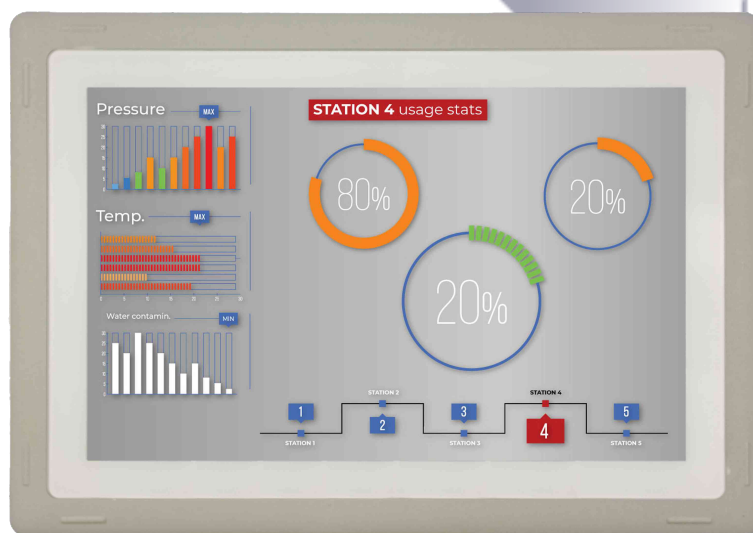 Pressure
MAX
Temp.
MAX
Water contamin.
MIN
STATION 4 usage stats
80%
20%
20%
STATION 2
STATION 4
1
2
3
4
5
STATION 1
STATION 3
STATION 5